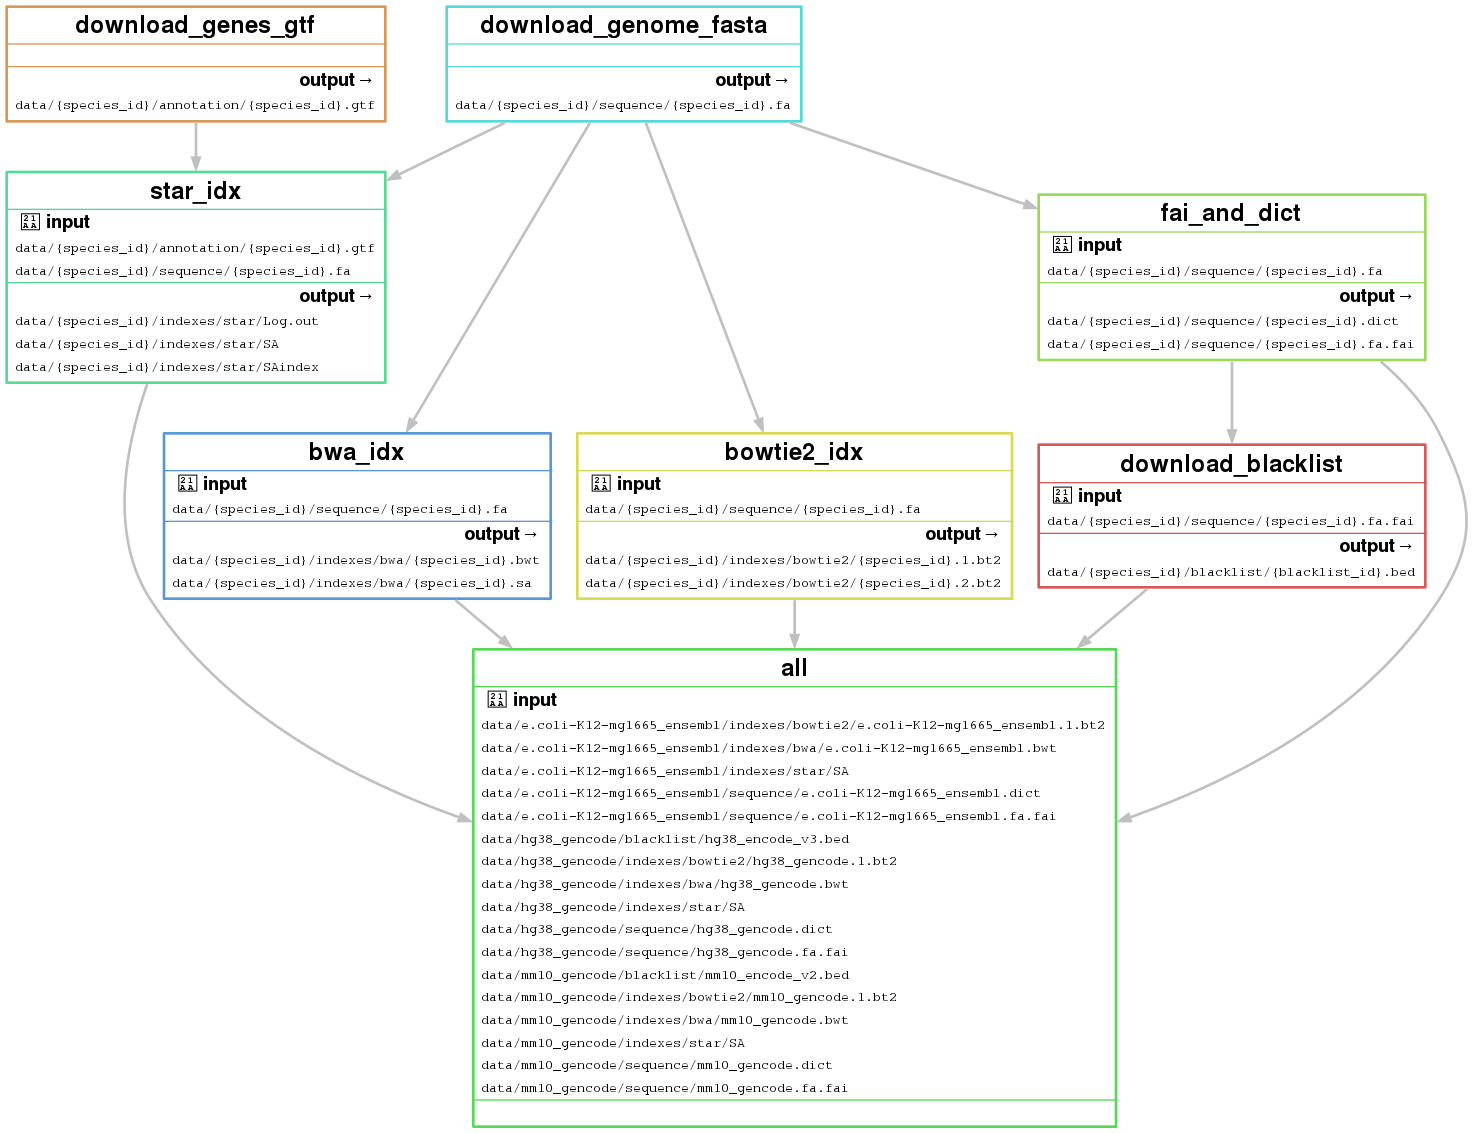 download_genes_gtf
output →
data/{species_id}/annotation/{species_id}.gtf
download_genome_fasta
output →
data/{species_id}/sequence/{species_id}.fa
star_idx
21AA input
data/{species_id}/annotation/{species_id}.gtf
data/{species_id}/sequence/{species_id}.fa
output →
data/{species_id}/indexes/star/Log.out
data/{species_id}/indexes/star/SA
data/{species_id}/indexes/star/SAindex
fai_and_dict
21AA input
data/{species_id}/sequence/{species_id}.fa
output →
data/{species_id}/sequence/{species_id}.dict
data/{species_id}/sequence/{species_id}.fa.fai
bwa_idx
21AA input
data/{species_id}/sequence/{species_id}.fa
output →
data/{species_id}/indexes/bwa/{species_id}.bwt
data/{species_id}/indexes/bwa/{species_id}.sa
bowtie2_idx
21AA input
data/{species_id}/sequence/{species_id}.fa
output →
data/{species_id}/indexes/bowtie2/{species_id}.1.bt2
data/{species_id}/indexes/bowtie2/{species_id}.2.bt2
download_blacklist
21AA input
data/{species_id}/sequence/{species_id}.fa.fai
output →
data/{species_id}/blacklist/{blacklist_id}.bed
all
21AA input
data/e.coli-K12-mg1665_ensembl/indexes/bowtie2/e.coli-K12-mg1665_ensembl.1.bt2
data/e.coli-K12-mg1665_ensembl/indexes/bwa/e.coli-K12-mg1665_ensembl.bwt
data/e.coli-K12-mg1665_ensembl/indexes/star/SA
data/e.coli-K12-mg1665_ensembl/sequence/e.coli-K12-mg1665_ensembl.dict
data/e.coli-K12-mg1665_ensembl/sequence/e.coli-K12-mg1665_ensembl.fa.fai
data/hg38_gencode/blacklist/hg38_encode_v3.bed
data/hg38_gencode/indexes/bowtie2/hg38_gencode.1.bt2
data/hg38_gencode/indexes/bwa/hg38_gencode.bwt
data/hg38_gencode/indexes/star/SA
data/hg38_gencode/sequence/hg38_gencode.dict
data/hg38_gencode/sequence/hg38_gencode.fa.fai
data/mm10_gencode/blacklist/mm10_encode_v2.bed
data/mm10_gencode/indexes/bowtie2/mm10_gencode.1.bt2
data/mm10_gencode/indexes/bwa/mm10_gencode.bwt
data/mm10_gencode/indexes/star/SA
data/mm10_gencode/sequence/mm10_gencode.dict
data/mm10_gencode/sequence/mm10_gencode.fa.fai